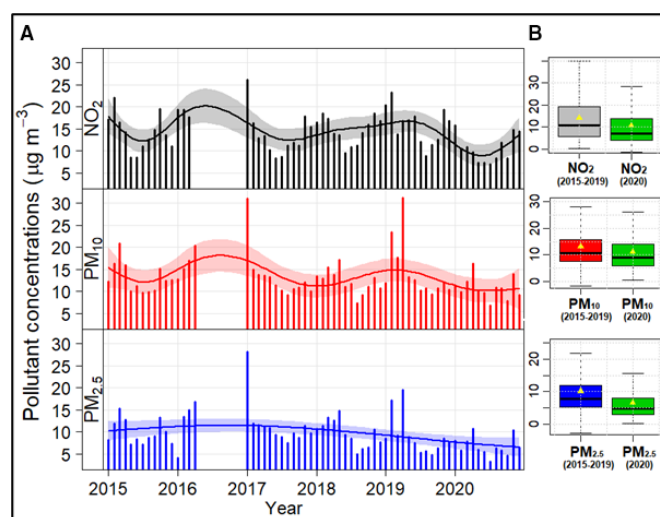 A
B
Pollutant concentrations (µg m⁻³)
NO₂
30
25
20
15
10
5
PM₁₀
30
25
20
15
10
5
PM₂.₅
30
25
20
15
10
5
2015 2016 2017 2018 2019 2020
Year
0 10 20 30
NO₂ NO₂
(2015-2019) (2020)
0 10 20 30
PM₁₀ PM₁₀
(2015-2019) (2020)
0 10 20
PM₂.₅ PM₂.₅
(2015-2019) (2020)